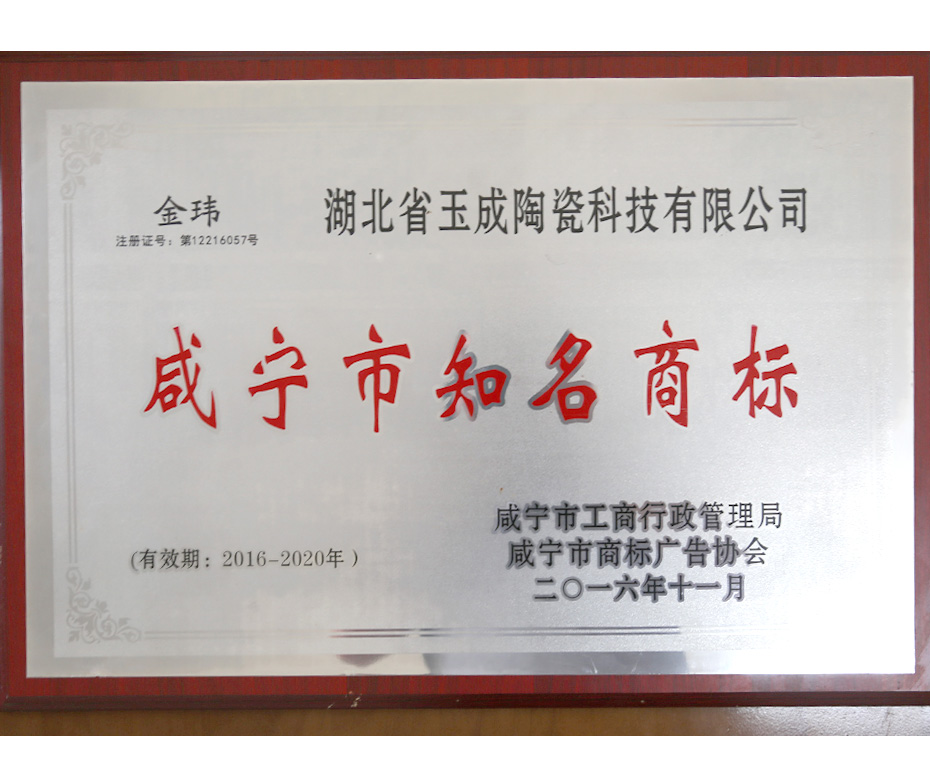 金玮
注册证号：第12216057号
湖北省玉成陶瓷科技有限公司
咸宁市知名商标
咸宁市工商行政管理局
咸宁市商标广告协会
(有效期：2016-2020年)
二〇一六年十一月